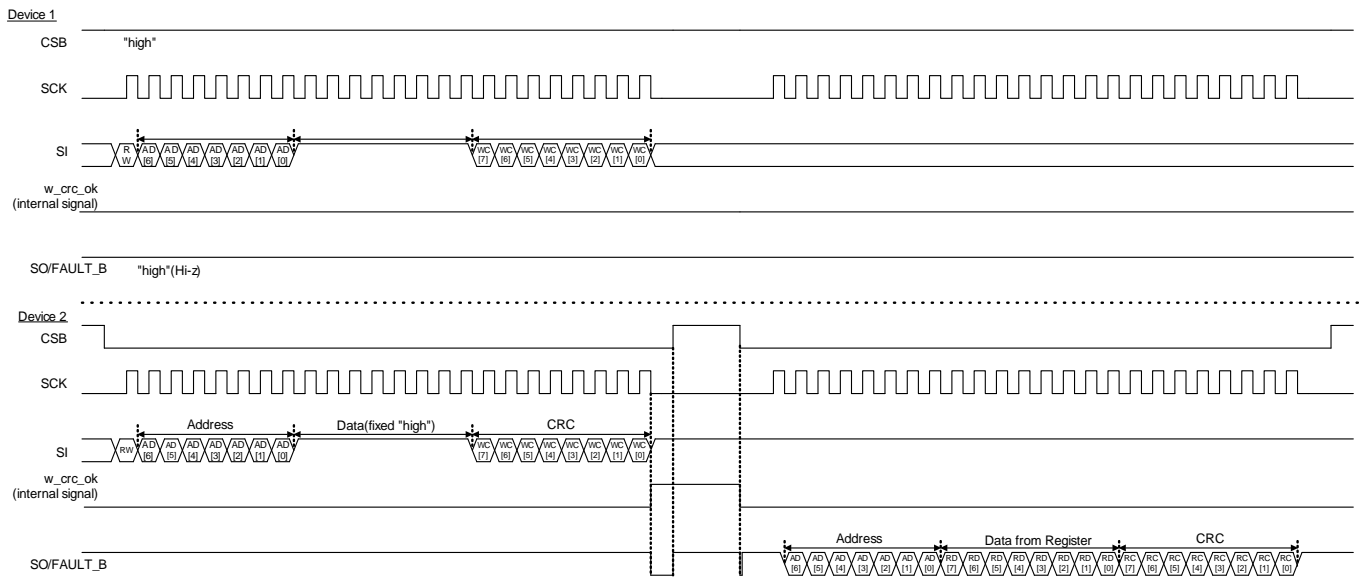 Device 1
CSB "high"
SCK
SI R W AD [6] AD [5] AD [4] AD [3] AD [2] AD [1] AD [0] WC [7] WC [6] WC [5] WC [4] WC [3] WC [2] WC [1] WC [0]
w_crc_ok
(internal signal)
SO/FAULT_B "high"(Hi-z)
Device 2
CSB
SCK
Address Data(fixed "high") CRC
SI RW AD [6] AD [5] AD [4] AD [3] AD [2] AD [1] AD [0] WC [7] WC [6] WC [5] WC [4] WC [3] WC [2] WC [1] WC [0]
w_crc_ok
(internal signal)
Address Data from Register CRC
SO/FAULT_B AD [6] AD [5] AD [4] AD [3] AD [2] AD [1] AD [0] RD [7] RD [6] RD [5] RD [4] RD [3] RD [2] RD [1] RD [0] RC [7] RC [6] RC [5] RC [4] RC [3] RC [2] RC [1] RC [0]